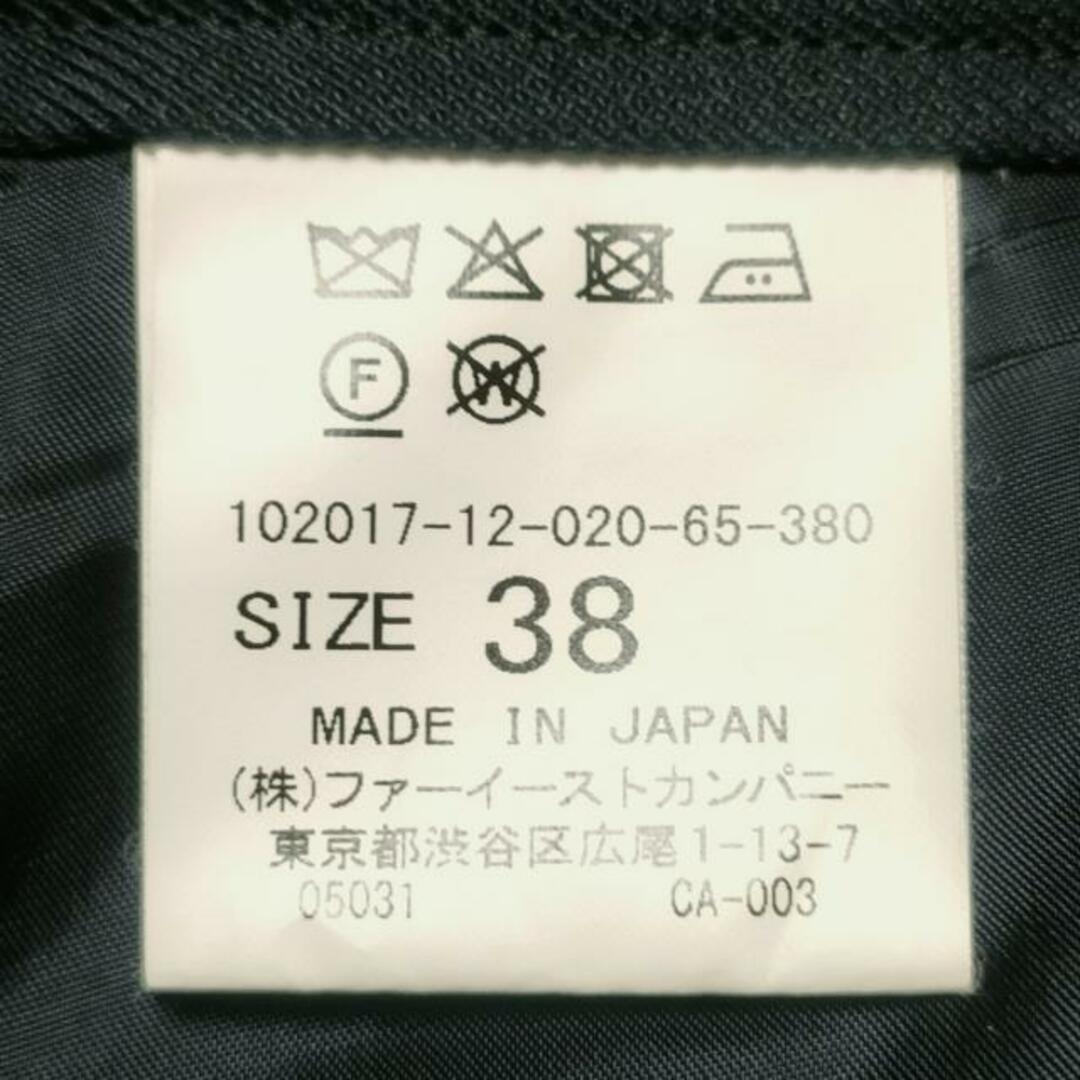 F W
102017-12-020-65-380
SIZE 38
MADE IN JAPAN
(株)ファーイーストカンパニー
東京都渋谷区広尾1-13-7
05031 CA-003